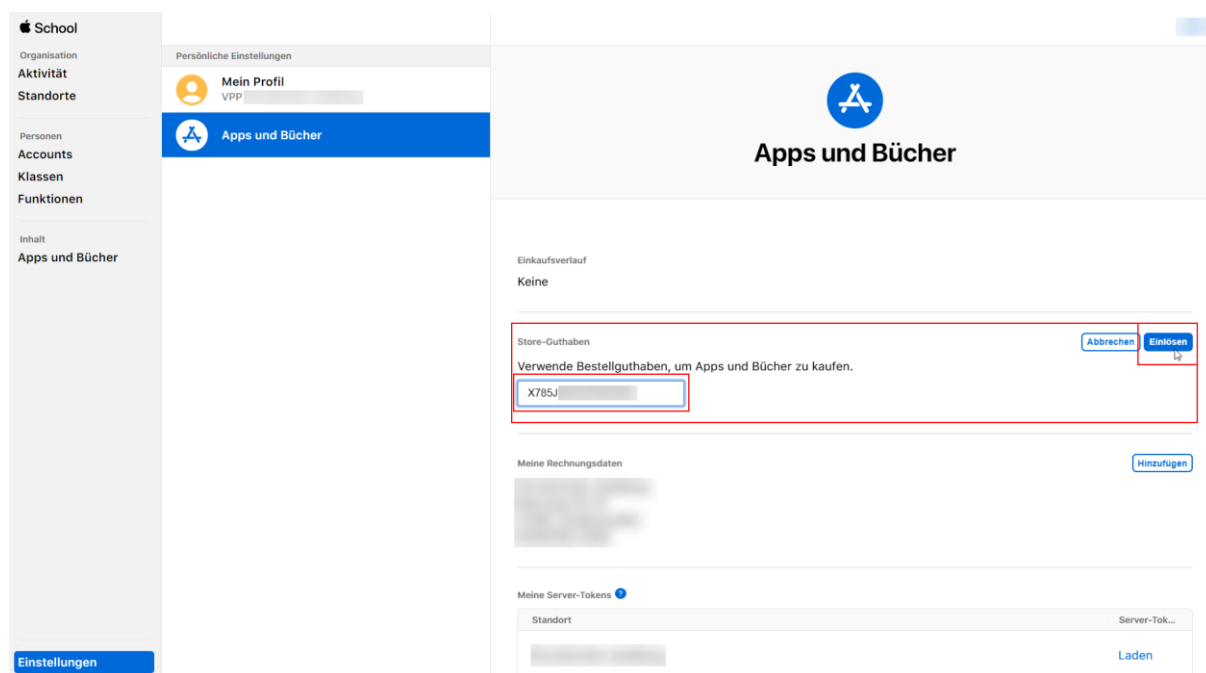 School
Organisation
Aktivität
Standorte
Personen
Accounts
Klassen
Funktionen
Inhalt
Apps und Bücher
Einstellungen
Persönliche Einstellungen
Mein Profil
VPP
Apps und Bücher
Apps und Bücher
Einkaufsverlauf
Keine
Store-Guthaben
Abbrechen Einlösen
Verwende Bestellguthaben, um Apps und Bücher zu kaufen.
X785J
Meine Rechnungsdaten
Hinzufügen
Meine Server-Tokens ?
Standort Server-Tok...
Laden